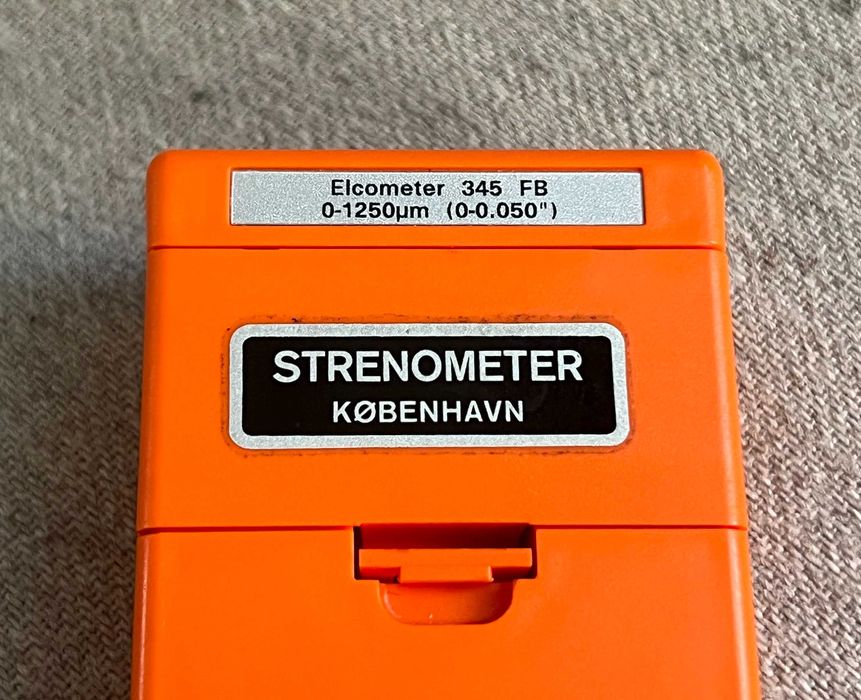 Elcometer 345 FB
0-1250µm (0-0.050")
STRENOMETER
KØBENHAVN